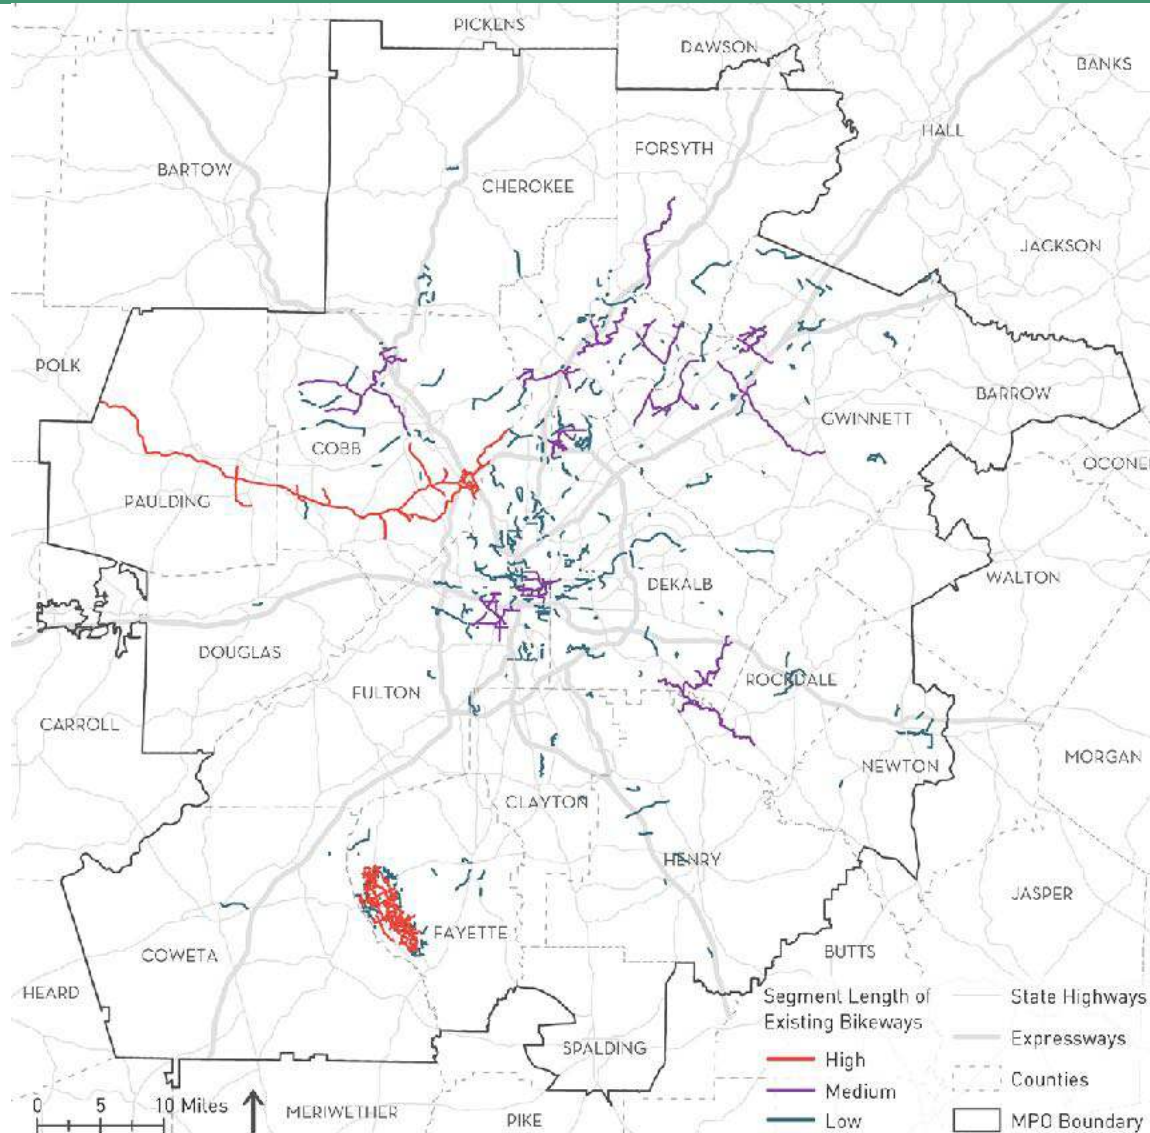 PICKENS
DAWSON
BANKS
HALL
FORSYTH
BARTOW
CHEROKEE
JACKSON
POLK
BARROW
GWINNETT
COBB
OCONE
PAULDING
WALTON
DEKALB
DOUGLAS
ROCKDALE
FULTON
CARROLL
MORGAN
NEWTON
CLAYTON
HENRY
JASPER
FAYETTE
COWETA
BUTTS
HEARD
SPALDING
MERIWETHER
PIKE
Segment Length of
Existing Bikeways
High
Medium
Low
State Highways
Expressways
Counties
MPO Boundary
0 5 10 Miles